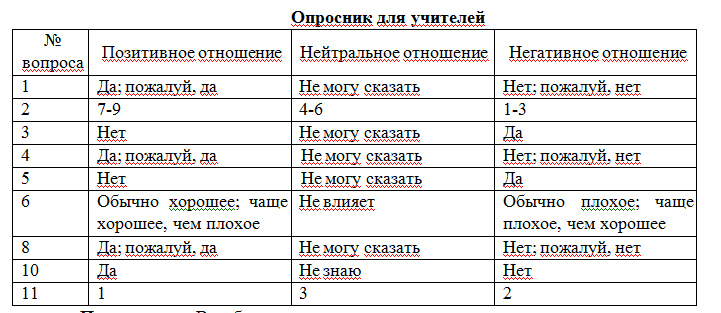 Опросник для учителей
№ вопроса Позитивное отношение Нейтральное отношение Негативное отношение
1 Да; пожалуй, да Не могу сказать Нет; пожалуй, нет
2 7-9 4-6 1-3
3 Нет Не могу сказать Да
4 Да; пожалуй, да Не могу сказать Нет; пожалуй, нет
5 Нет Не могу сказать Да
6 Обычно хорошее; чаще Не влияет Обычно плохое; чаще
хорошее, чем плохое плохое, чем хорошее
8 Да; пожалуй, да Не могу сказать Нет; пожалуй, нет
10 Да Не знаю Нет
11 1 3 2